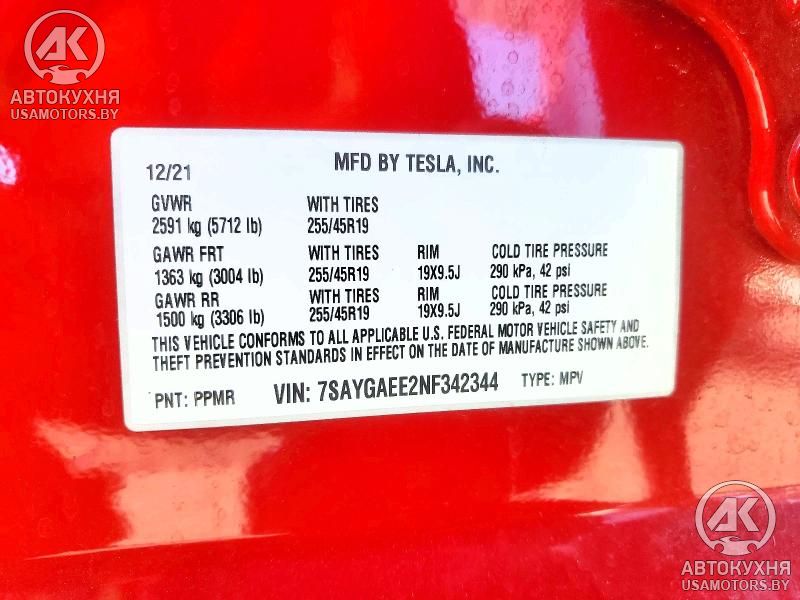 AK
АВТОКУХНЯ
USAMOTORS.BY
12/21
MFD BY TESLA, INC.
GVWR WITH TIRES
2591 kg (5712 lb) 255/45R19
GAWR FRT WITH TIRES RIM COLD TIRE PRESSURE
1363 kg (3004 lb) 255/45R19 19X9.5J 290 kPa, 42 psi
GAWR RR WITH TIRES RIM COLD TIRE PRESSURE
1500 kg (3306 lb) 255/45R19 19X9.5J 290 kPa, 42 psi
THIS VEHICLE CONFORMS TO ALL APPLICABLE U.S. FEDERAL MOTOR VEHICLE SAFETY AND
THEFT PREVENTION STANDARDS IN EFFECT ON THE DATE OF MANUFACTURE SHOWN ABOVE.
PNT: PPMR VIN: 7SAYGAEE2NF342344 TYPE: MPV
AK
АВТОКУХНЯ
USAMOTORS.BY